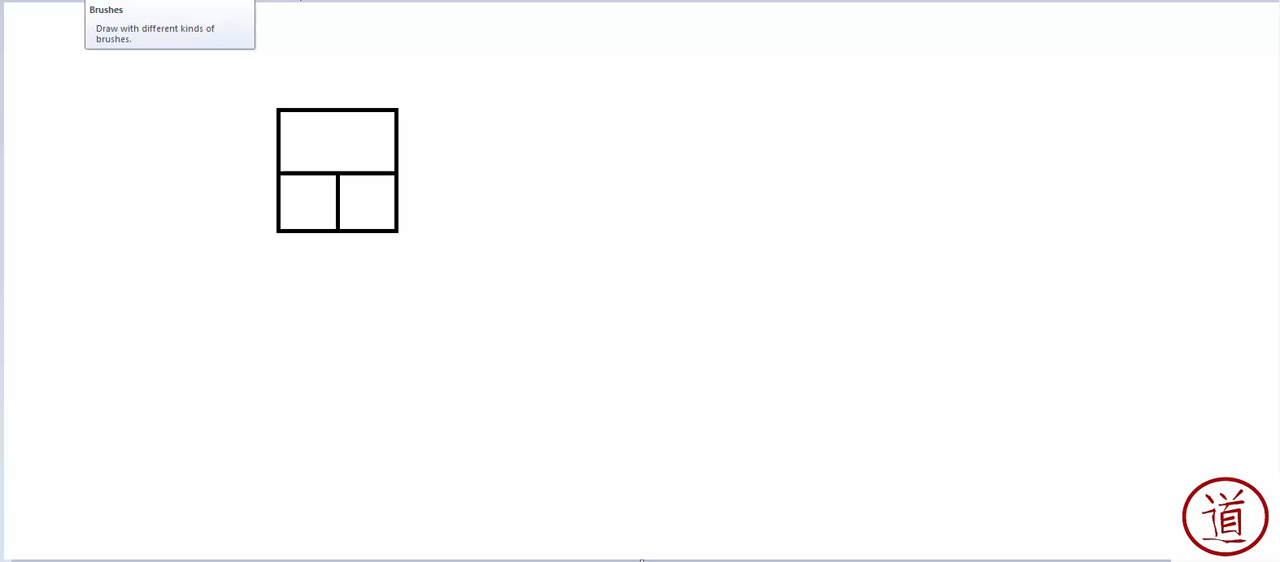 Brushes
Draw with different kinds of
brushes.
道